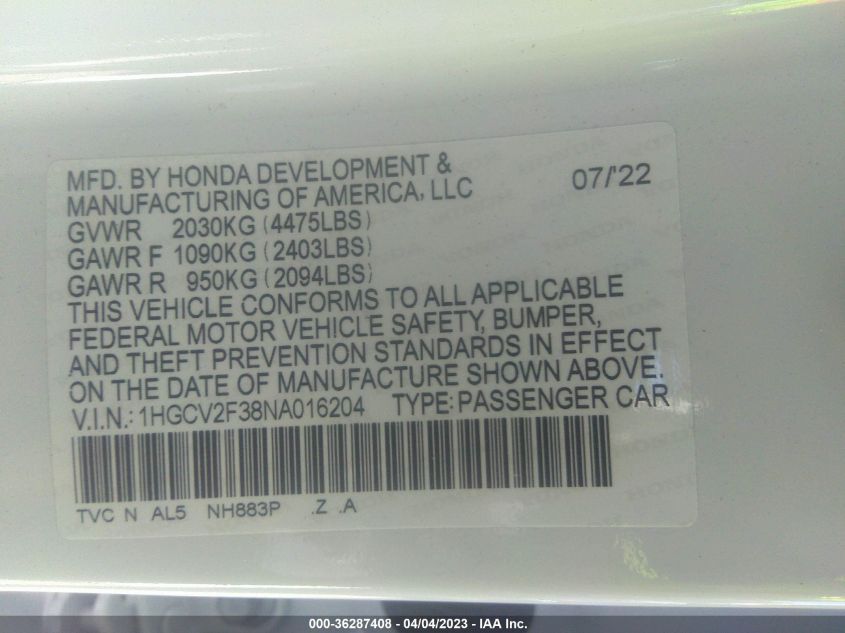 MFD. BY HONDA DEVELOPMENT & 07/'22
MANUFACTURING OF AMERICA, LLC
GVWR 2030KG (4475LBS)
GAWR F 1090KG (2403LBS)
GAWR R 950KG (2094LBS)
THIS VEHICLE CONFORMS TO ALL APPLICABLE
FEDERAL MOTOR VEHICLE SAFETY, BUMPER,
AND THEFT PREVENTION STANDARDS IN EFFECT
ON THE DATE OF MANUFACTURE SHOWN ABOVE.
V.I.N.: 1HGCV2F38NA016204 TYPE: PASSENGER CAR
TVC N AL5 NH883P .Z .A
000-36287408 - 04/04/2023 - IAA Inc.